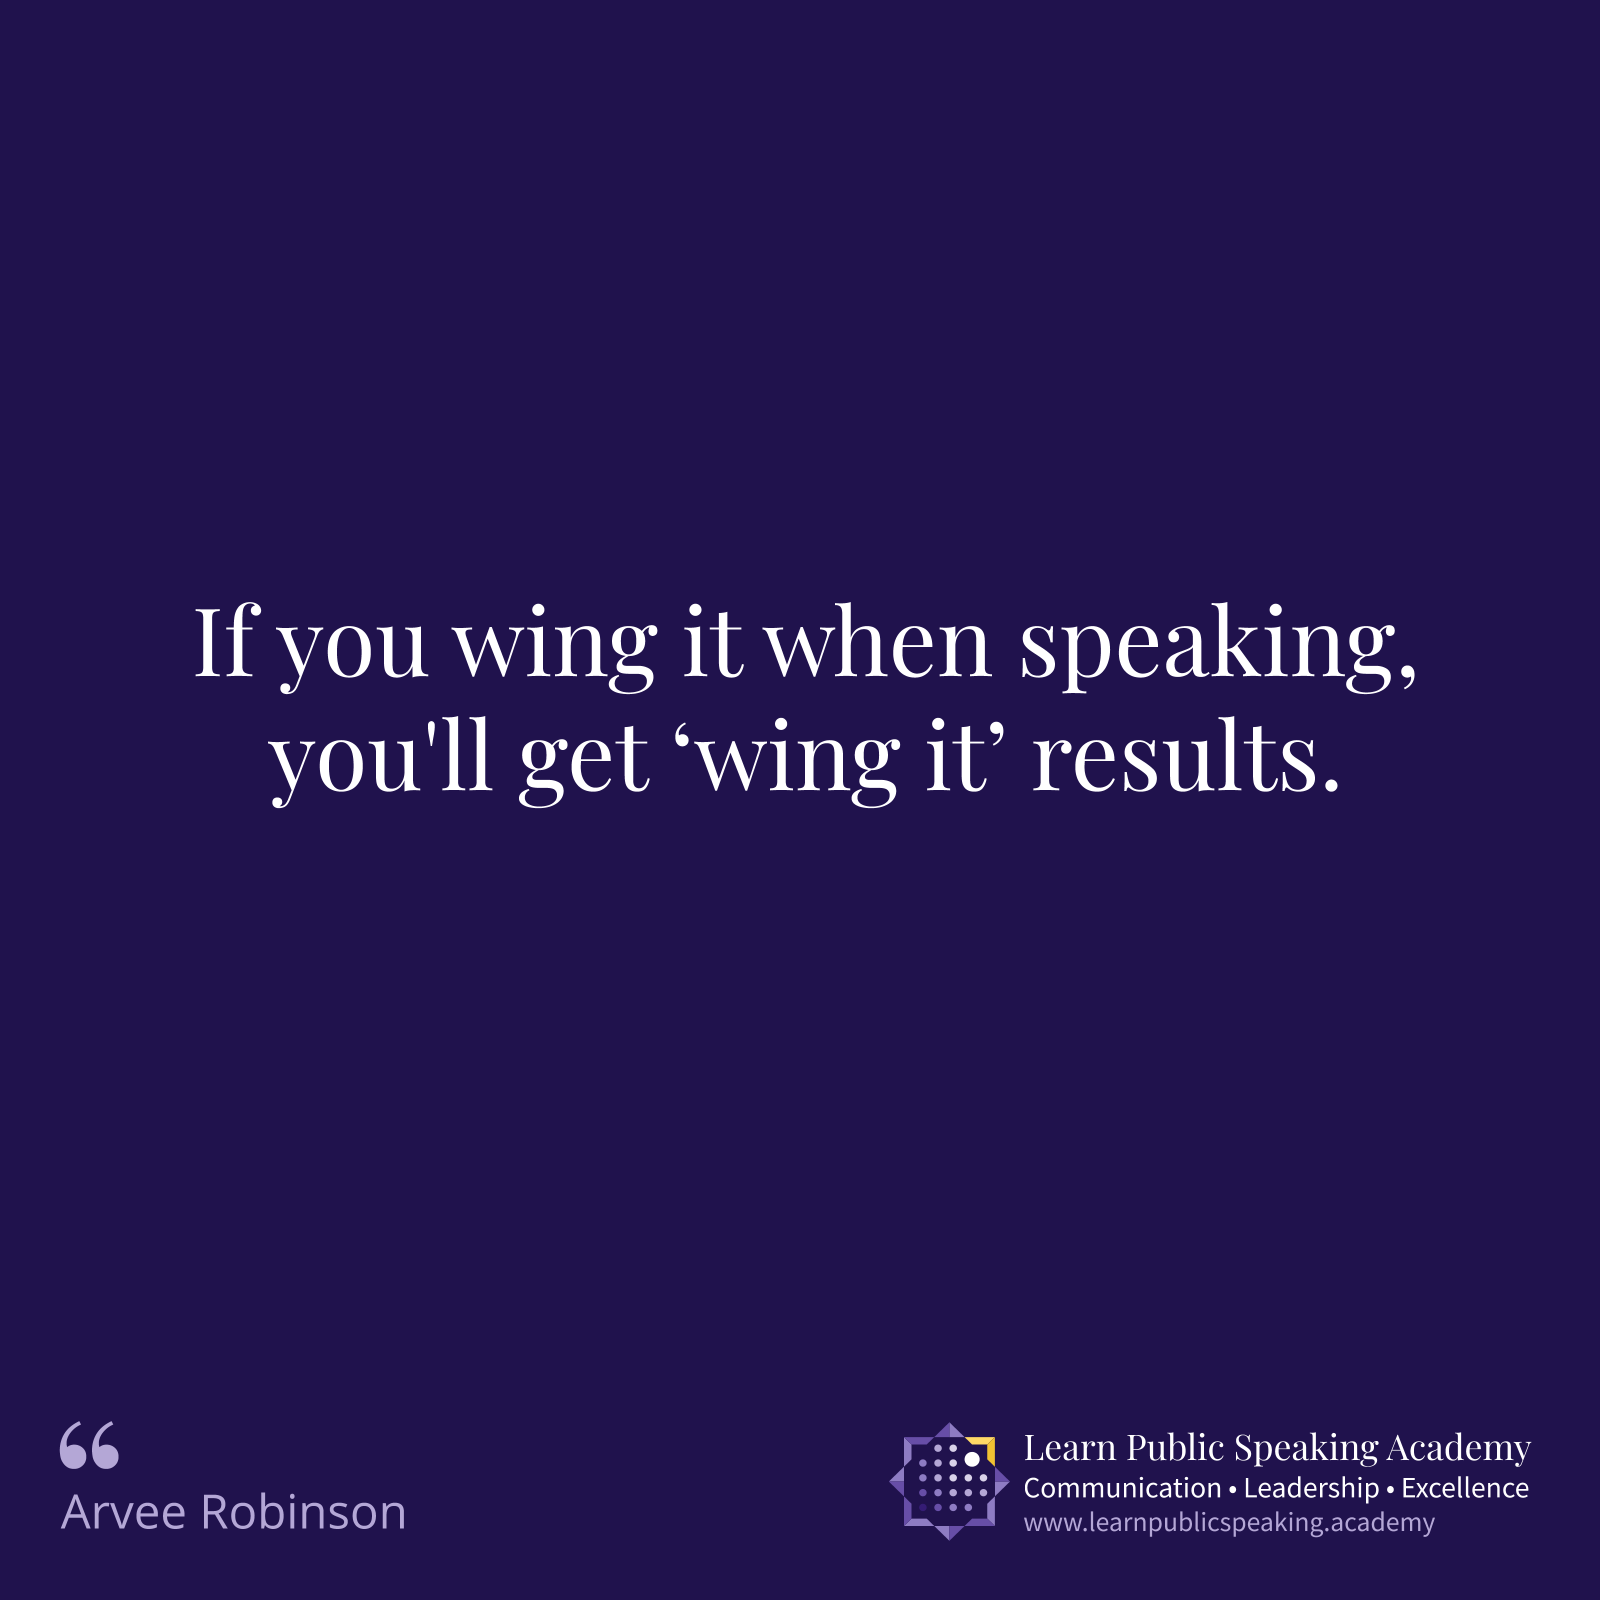 If you wing it when speaking,
you'll get ‘wing it’ results.
“
Arvee Robinson
Learn Public Speaking Academy
Communication • Leadership • Excellence
www.learnpublicspeaking.academy